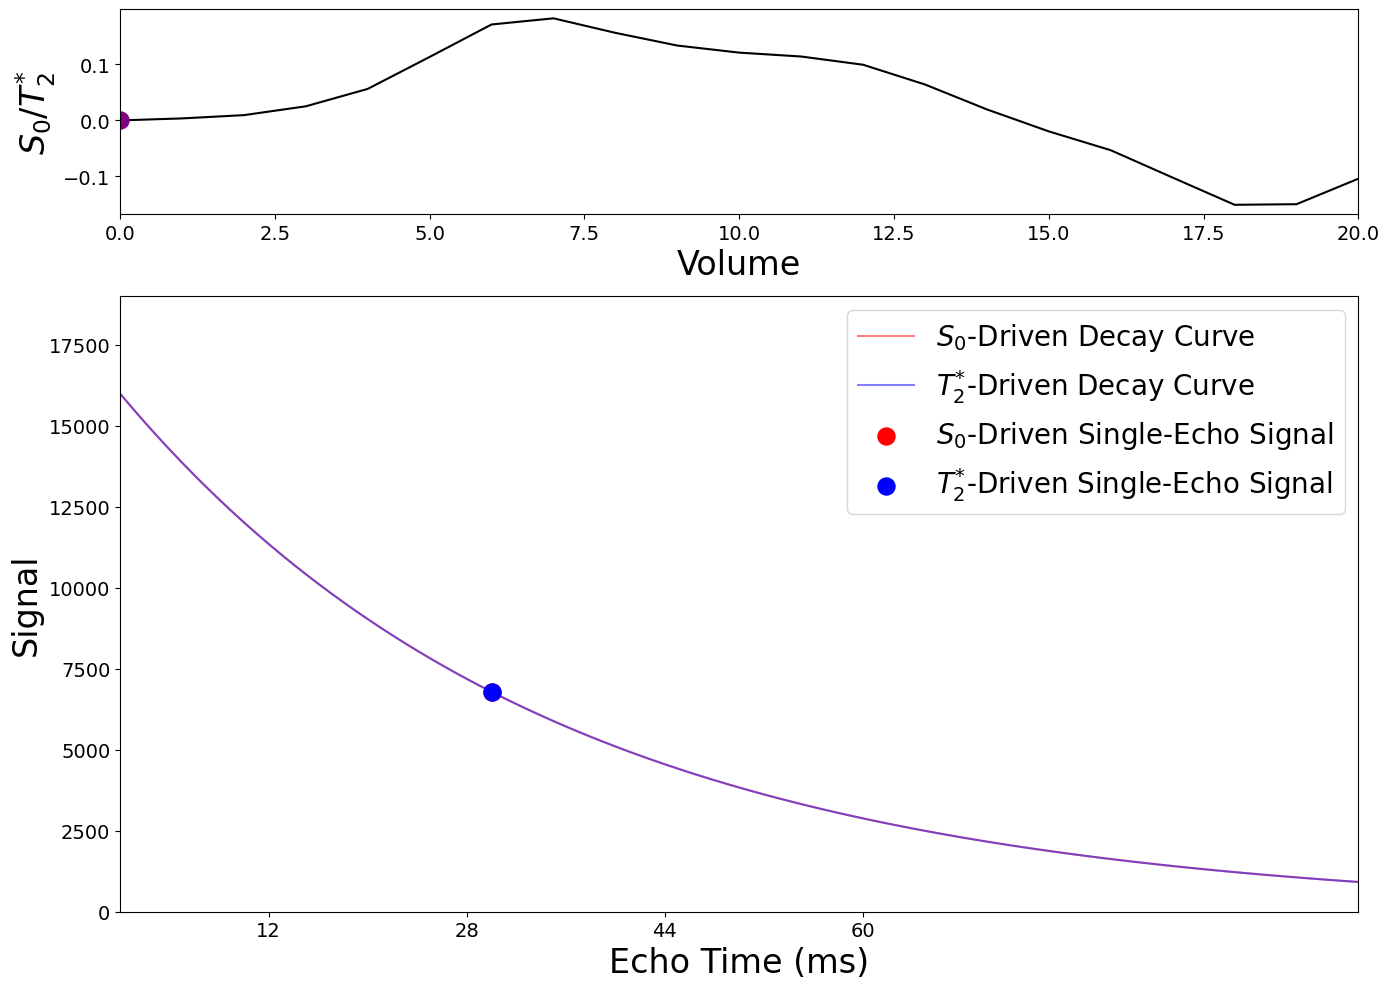 S₀/T₂*
0.1
0.0
−0.1
0.0 2.5 5.0 7.5 10.0 12.5 15.0 17.5 20.0
Volume
Signal
17500
15000
12500
10000
7500
5000
2500
0
S₀-Driven Decay Curve
T₂*-Driven Decay Curve
S₀-Driven Single-Echo Signal
T₂*-Driven Single-Echo Signal
12 28 44 60
Echo Time (ms)